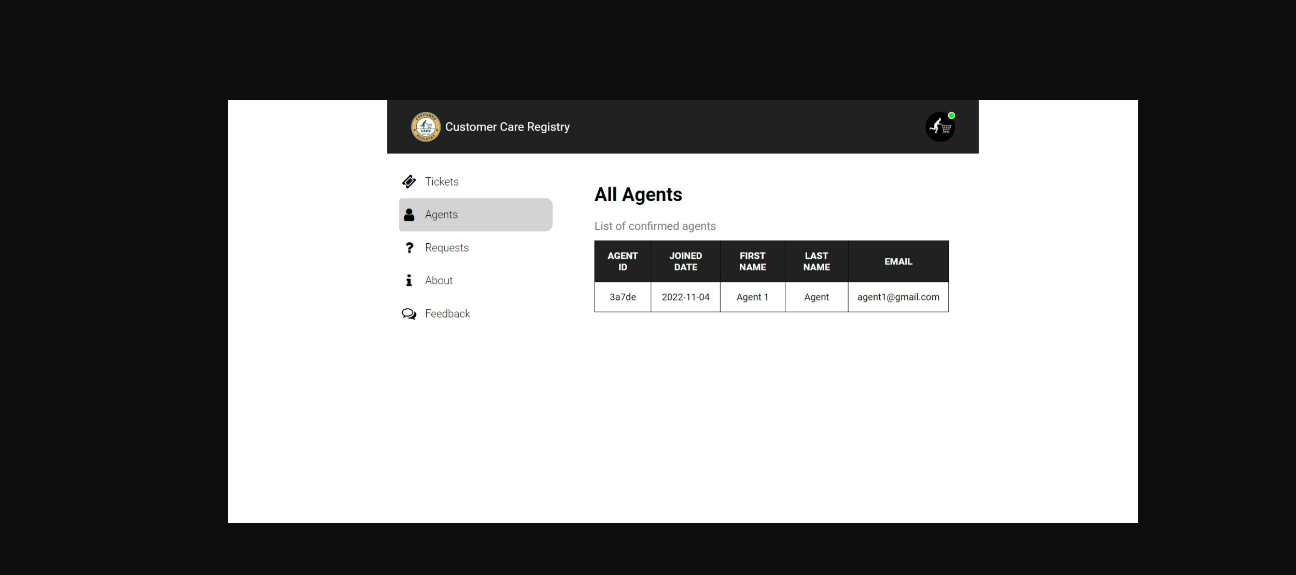 Customer Care Registry
Tickets
Agents
Requests
About
Feedback
All Agents
List of confirmed agents
AGENT ID JOINED DATE FIRST NAME LAST NAME EMAIL
3a7de 2022-11-04 Agent 1 Agent agent1@gmail.com